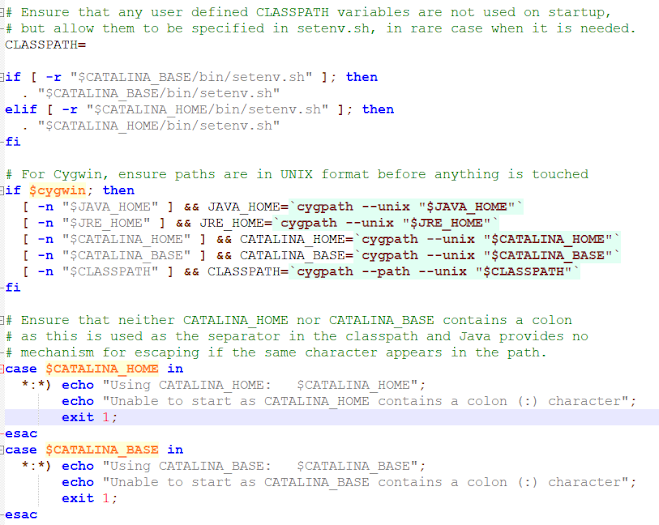 # Ensure that any user defined CLASSPATH variables are not used on startup,
# but allow them to be specified in setenv.sh, in rare case when it is needed.
CLASSPATH=
if [ -r "$CATALINA_BASE/bin/setenv.sh" ]; then
  . "$CATALINA_BASE/bin/setenv.sh"
elif [ -r "$CATALINA_HOME/bin/setenv.sh" ]; then
  . "$CATALINA_HOME/bin/setenv.sh"
fi
# For Cygwin, ensure paths are in UNIX format before anything is touched
if $cygwin; then
  [ -n "$JAVA_HOME" ] && JAVA_HOME=`cygpath --unix "$JAVA_HOME"`
  [ -n "$JRE_HOME" ] && JRE_HOME=`cygpath --unix "$JRE_HOME"`
  [ -n "$CATALINA_HOME" ] && CATALINA_HOME=`cygpath --unix "$CATALINA_HOME"`
  [ -n "$CATALINA_BASE" ] && CATALINA_BASE=`cygpath --unix "$CATALINA_BASE"`
  [ -n "$CLASSPATH" ] && CLASSPATH=`cygpath --path --unix "$CLASSPATH"`
fi
# Ensure that neither CATALINA_HOME nor CATALINA_BASE contains a colon
# as this is used as the separator in the classpath and Java provides no
# mechanism for escaping if the same character appears in the path.
case $CATALINA_HOME in
  *:*) echo "Using CATALINA_HOME:   $CATALINA_HOME";
       echo "Unable to start as CATALINA_HOME contains a colon (:) character";
       exit 1;
esac
case $CATALINA_BASE in
  *:*) echo "Using CATALINA_BASE:   $CATALINA_BASE";
       echo "Unable to start as CATALINA_BASE contains a colon (:) character";
       exit 1;
esac